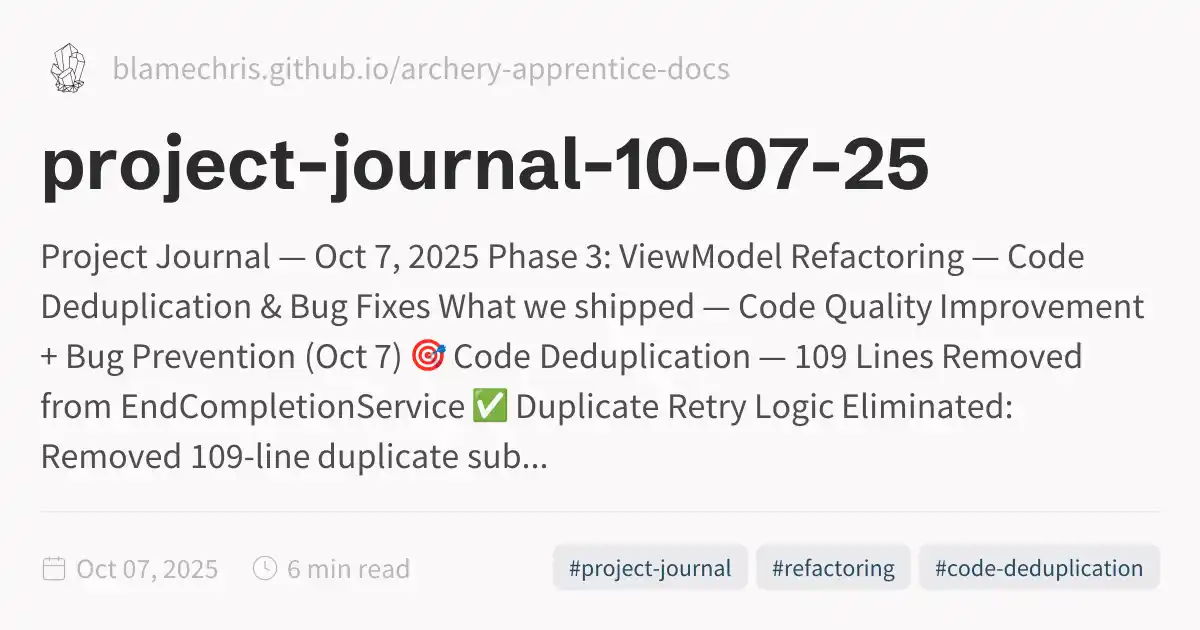 blamechris.github.io/archery-apprentice-docs
project-journal-10-07-25
Project Journal — Oct 7, 2025 Phase 3: ViewModel Refactoring — Code
Deduplication & Bug Fixes What we shipped — Code Quality Improvement
+ Bug Prevention (Oct 7) 🎯 Code Deduplication — 109 Lines Removed
from EndCompletionService ✅ Duplicate Retry Logic Eliminated:
Removed 109-line duplicate sub...
Oct 07, 2025 6 min read #project-journal #refactoring #code-deduplication